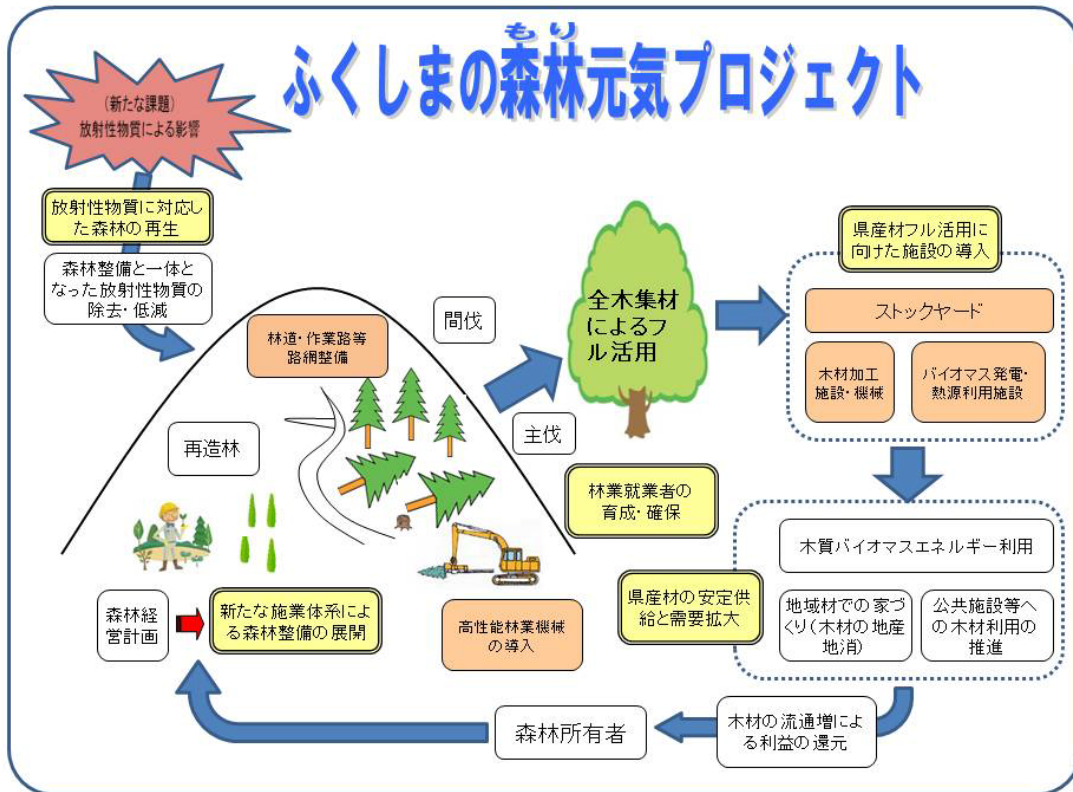 もり
ふくしまの森林元気プロジェクト
(新たな課題)
放射性物質による影響
放射性物質に対応し
た森林の再生
森林整備と一体と
なった放射性物質の
除去・低減
林道・作業路等
路網整備
間伐
主伐
再造林
全木集材
によるフ
ル活用
県産材フル活用に
向けた施設の導入
ストックヤード
木材加工
施設・機械
バイオマス発電・
熱源利用施設
林業就業者の
育成・確保
木質バイオマスエネルギー利用
県産材の安定供
給と需要拡大
地域材での家づ
くり(木材の地産
地消)
公共施設等へ
の木材利用の
推進
森林経
営計画
新たな施業体系によ
る森林整備の展開
高性能林業機械
の導入
森林所有者
木材の流通増によ
る利益の還元